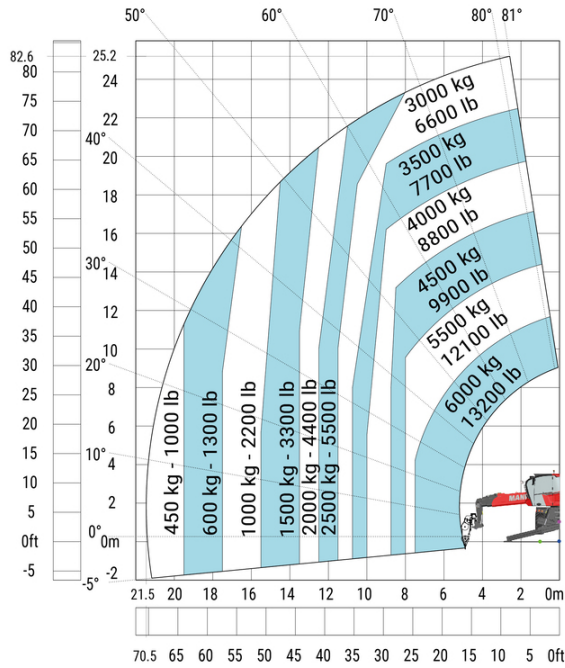 50° 60° 70° 80° 81°
82.6 25.2
80
75
70
65
60
55
50
45
40
35
30
25
20
15
10
5
0ft
-5
24
22
20
18
16
14
12
10
8
6
4
2
0m
-2
40°
30°
20°
10°
0°
-5°
3000 kg
6600 lb
3500 kg
7700 lb
4000 kg
8800 lb
4500 kg
9900 lb
5500 kg
12100 lb
6000 kg
13200 lb
450 kg - 1000 lb
600 kg - 1300 lb
1000 kg - 2200 lb
1500 kg - 3300 lb
2000 kg - 4400 lb
2500 kg - 5500 lb
21.5 20 18 16 14 12 10 8 6 4 2 0m
70.5 65 60 55 50 45 40 35 30 25 20 15 10 5 0ft